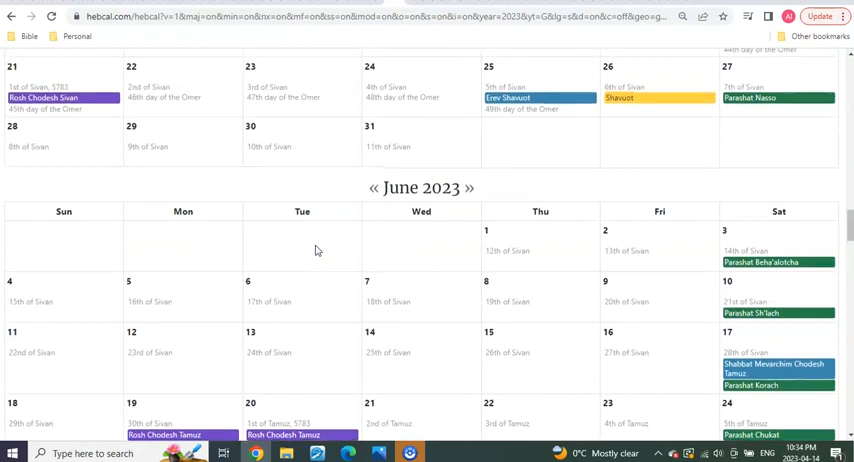 hebcal.com/hebcal?v=1&maj=on&min=on&nx=on&mf=on&ss=on&mod=on&o=on&s=on&i=on&year=2023&yt=G&lg=s&d=on&c=off&geo=g...
Update
Bible
Personal
Other bookmarks
44th day of the Omer
21 22 23 24 25 26 27
1st of Sivan, 5783 2nd of Sivan 3rd of Sivan 4th of Sivan 5th of Sivan 6th of Sivan 7th of Sivan
Rosh Chodesh Sivan 46th day of the Omer 47th day of the Omer 48th day of the Omer Erev Shavuot Shavuot Parashat Nasso
45th day of the Omer 49th day of the Omer
28 29 30 31
8th of Sivan 9th of Sivan 10th of Sivan 11th of Sivan
« June 2023 »
Sun Mon Tue Wed Thu Fri Sat
1 2 3
12th of Sivan 13th of Sivan 14th of Sivan
Parashat Beha'alotcha
4 5 6 7 8 9 10
15th of Sivan 16th of Sivan 17th of Sivan 18th of Sivan 19th of Sivan 20th of Sivan 21st of Sivan
Parashat Sh'lach
11 12 13 14 15 16 17
22nd of Sivan 23rd of Sivan 24th of Sivan 25th of Sivan 26th of Sivan 27th of Sivan 28th of Sivan
Shabbat Mevarchim Chodesh
Tamuz
Parashat Korach
18 19 20 21 22 23 24
29th of Sivan 30th of Sivan 1st of Tamuz, 5783 2nd of Tamuz 3rd of Tamuz 4th of Tamuz 5th of Tamuz
Rosh Chodesh Tamuz Rosh Chodesh Tamuz Parashat Chukat
Type here to search
0°C Mostly clear
ENG
10:34 PM
2023-04-14